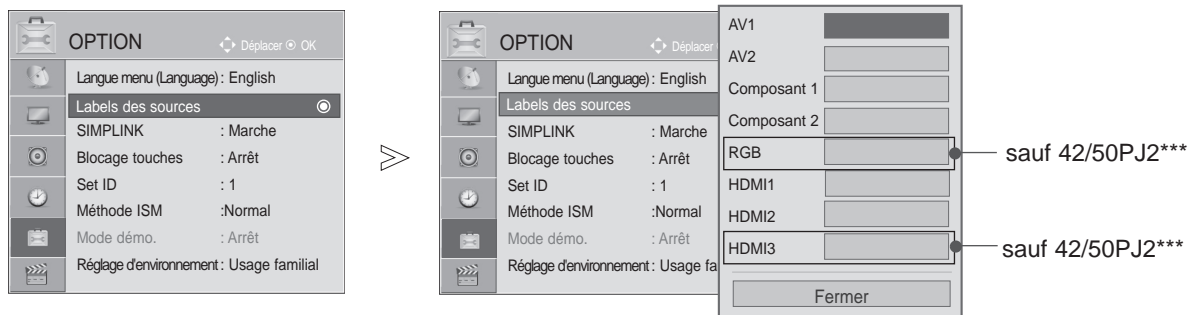 OPTION
Déplacer OK
Langue menu (Language) : English
Labels des sources
SIMPLINK : Marche
Blocage touches : Arrêt
Set ID : 1
Méthode ISM :Normal
Mode démo. : Arrêt
Réglage d'environnement : Usage familial
OPTION
Déplacer
Langue menu (Language) : English
Labels des sources
SIMPLINK : Marche
Blocage touches : Arrêt
Set ID : 1
Méthode ISM :Normal
Mode démo. : Arrêt
Réglage d'environnement : Usage fa
AV1
AV2
Composant 1
Composant 2
RGB
HDMI1
HDMI2
HDMI3
Fermer
sauf 42/50PJ2***
sauf 42/50PJ2***